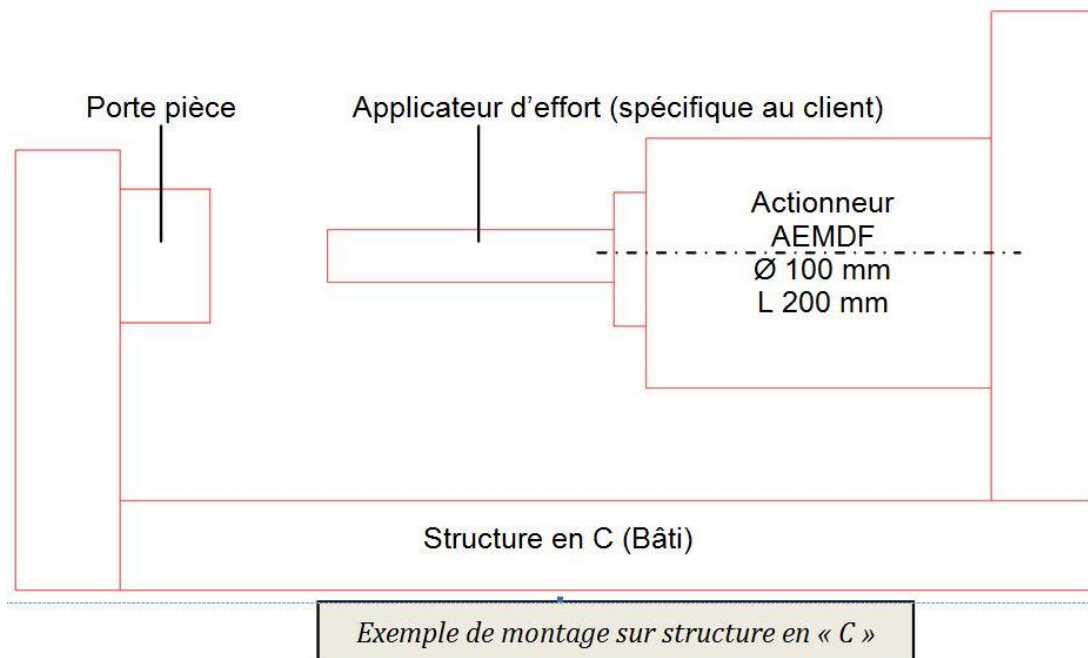 Porte pièce
Applicateur d'effort (spécifique au client)
Actionneur
AEMDF
Ø 100 mm
L 200 mm
Structure en C (Bâti)
Exemple de montage sur structure en « C »